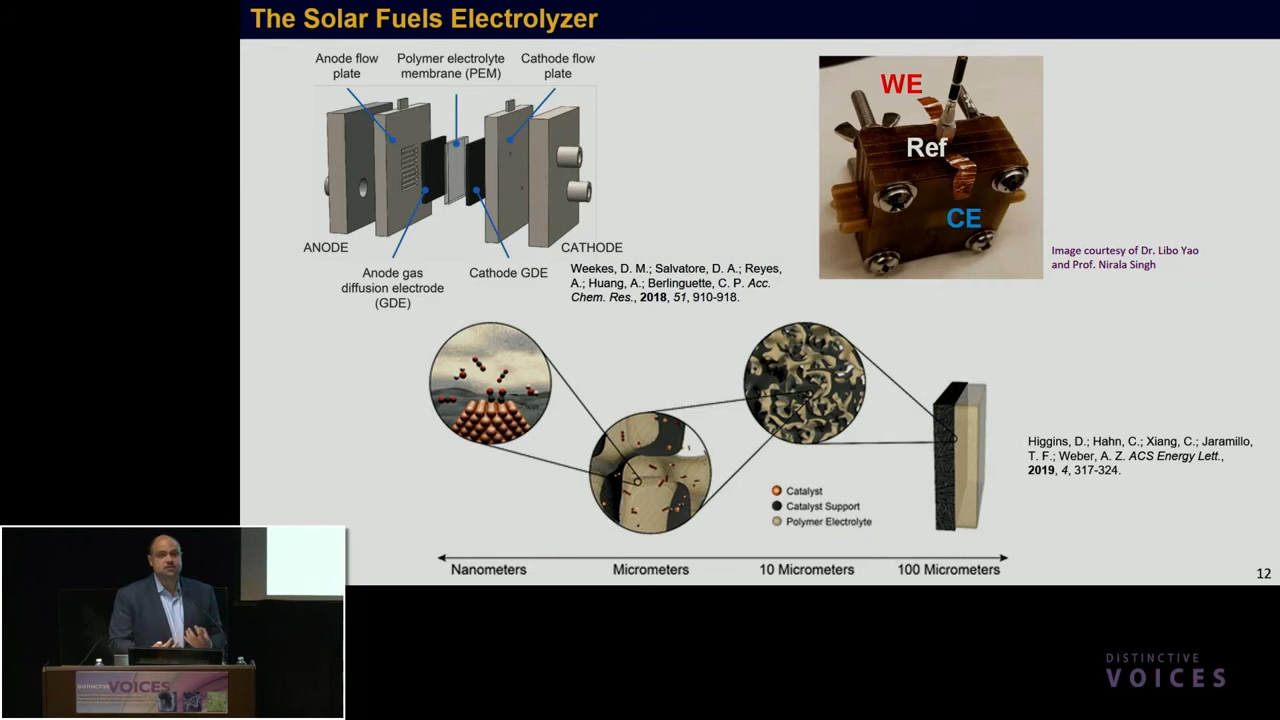 The Solar Fuels Electrolyzer
Anode flow
plate
Polymer electrolyte
membrane (PEM)
Cathode flow
plate
ANODE
CATHODE
Anode gas
diffusion electrode
(GDE)
Cathode GDE
Weekes, D. M.; Salvatore, D. A.; Reyes,
A.; Huang, A.; Berlinguette, C. P. Acc.
Chem. Res., 2018, 51, 910-918.
WE
Ref
CE
Image courtesy of Dr. Libo Yao
and Prof. Nirala Singh
Catalyst
Catalyst Support
Polymer Electrolyte
Higgins, D.; Hahn, C.; Xiang, C.; Jaramillo,
T. F.; Weber, A. Z. ACS Energy Lett.,
2019, 4, 317-324.
Nanometers
Micrometers
10 Micrometers
100 Micrometers
12
DISTINCTIVE
VOICES
DISTINCTIVE
VOICES